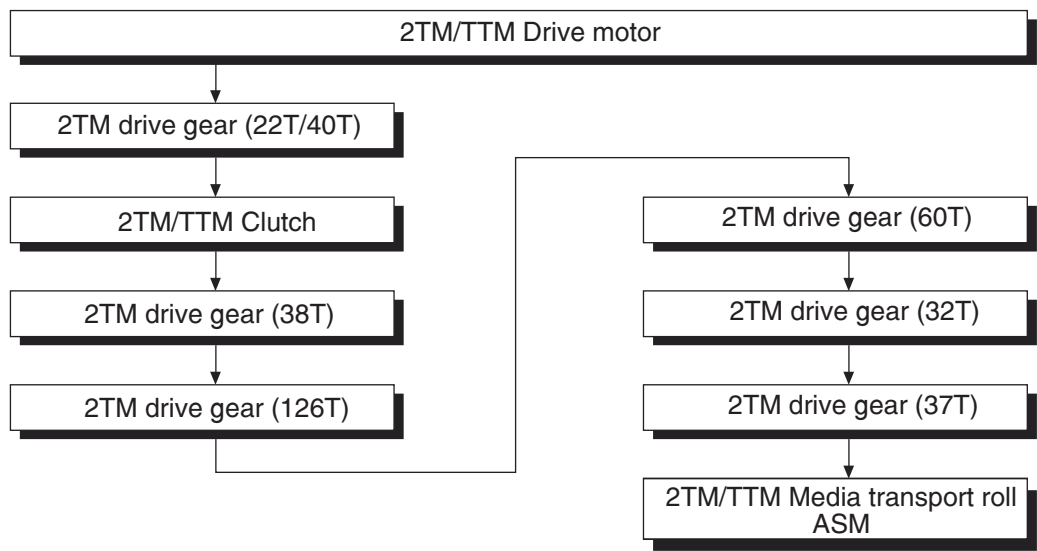 2TM/TTM Drive motor
2TM drive gear (22T/40T)
2TM/TTM Clutch
2TM drive gear (38T)
2TM drive gear (126T)
2TM drive gear (60T)
2TM drive gear (32T)
2TM drive gear (37T)
2TM/TTM Media transport roll
ASM